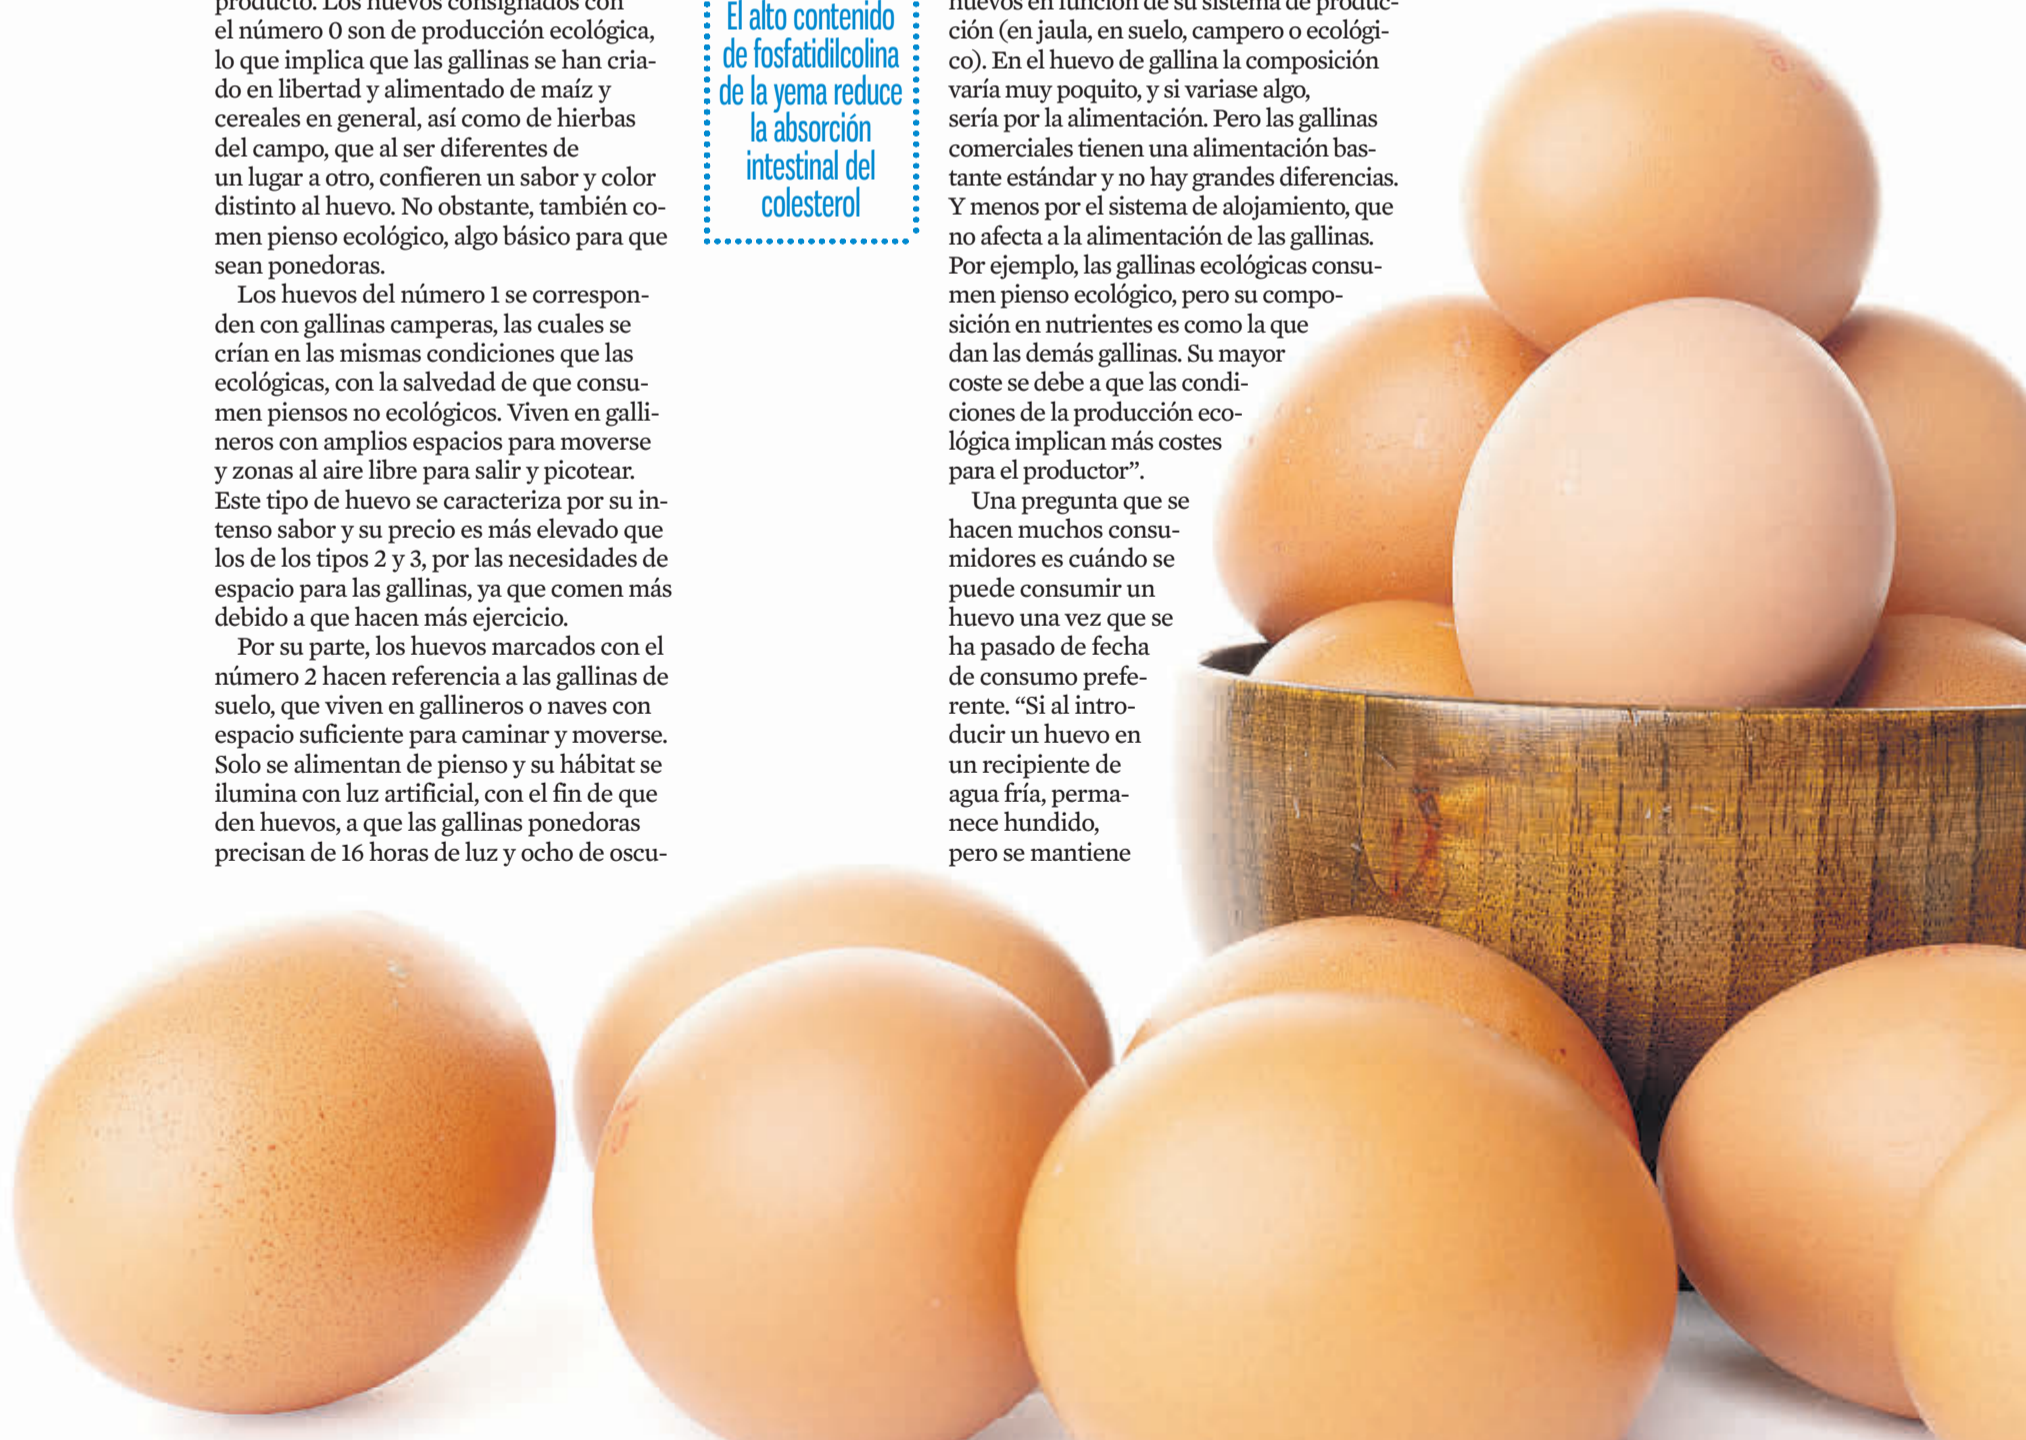 producto. Los huevos consignados con
el número 0 son de producción ecológica,
lo que implica que las gallinas se han cria-
do en libertad y alimentado de maíz y
cereales en general, así como de hierbas
del campo, que al ser diferentes de
un lugar a otro, confieren un sabor y color
distinto al huevo. No obstante, también co-
men pienso ecológico, algo básico para que
sean ponedoras.
Los huevos del número 1 se correspon-
den con gallinas camperas, las cuales se
crían en las mismas condiciones que las
ecológicas, con la salvedad de que consu-
men piensos no ecológicos. Viven en galli-
neros con amplios espacios para moverse
y zonas al aire libre para salir y picotear.
Este tipo de huevo se caracteriza por su in-
tenso sabor y su precio es más elevado que
los de los tipos 2 y 3, por las necesidades de
espacio para las gallinas, ya que comen más
debido a que hacen más ejercicio.
Por su parte, los huevos marcados con el
número 2 hacen referencia a las gallinas de
suelo, que viven en gallineros o naves con
espacio suficiente para caminar y moverse.
Solo se alimentan de pienso y su hábitat se
ilumina con luz artificial, con el fin de que
den huevos, a que las gallinas ponedoras
precisan de 16 horas de luz y ocho de oscu-
El alto contenido
de fosfatidilcolina
de la yema reduce
la absorción
intestinal del
colesterol
huevos en función de su sistema de produc-
ción (en jaula, en suelo, campero o ecológi-
co). En el huevo de gallina la composición
varía muy poquito, y si variase algo,
sería por la alimentación. Pero las gallinas
comerciales tienen una alimentación bas-
tante estándar y no hay grandes diferencias.
Y menos por el sistema de alojamiento, que
no afecta a la alimentación de las gallinas.
Por ejemplo, las gallinas ecológicas consu-
men pienso ecológico, pero su compo-
sición en nutrientes es como la que
dan las demás gallinas. Su mayor
coste se debe a que las condi-
ciones de la producción eco-
lógica implican más costes
para el productor”.
Una pregunta que se
hacen muchos consu-
midores es cuándo se
puede consumir un
huevo una vez que se
ha pasado de fecha
de consumo prefe-
rente. “Si al intro-
ducir un huevo en
un recipiente de
agua fría, perma-
nece hundido,
pero se mantiene